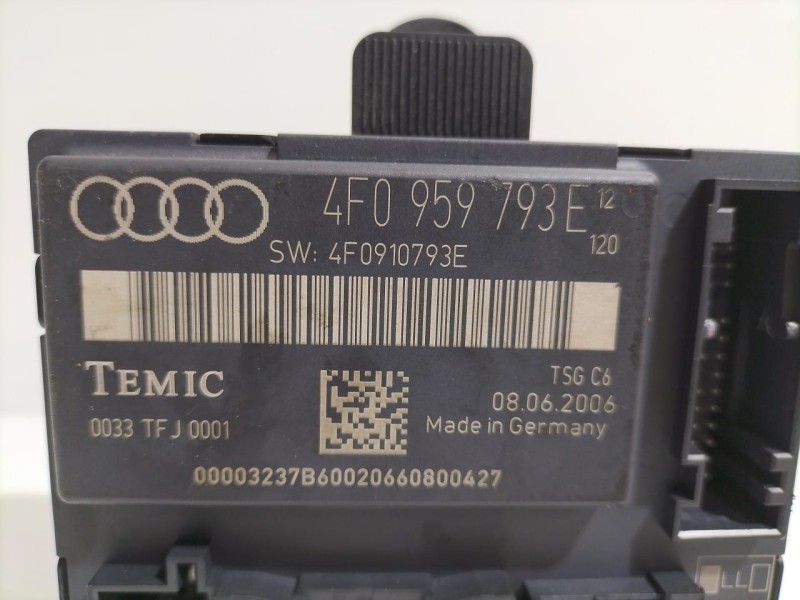 4F0 959 793E 12
120
SW: 4F0910793E
TEMIC
TSG C6
08.06.2006
0033 TFJ 0001
Made in Germany
00003237B60020660800427